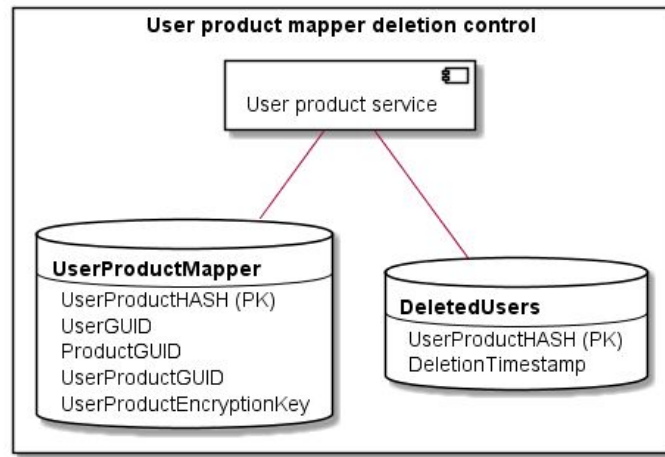 User product mapper deletion control
User product service
UserProductMapper
UserProductHASH (PK)
UserGUID
ProductGUID
UserProductGUID
UserProductEncryptionKey
DeletedUsers
UserProductHASH (PK)
DeletionTimestamp